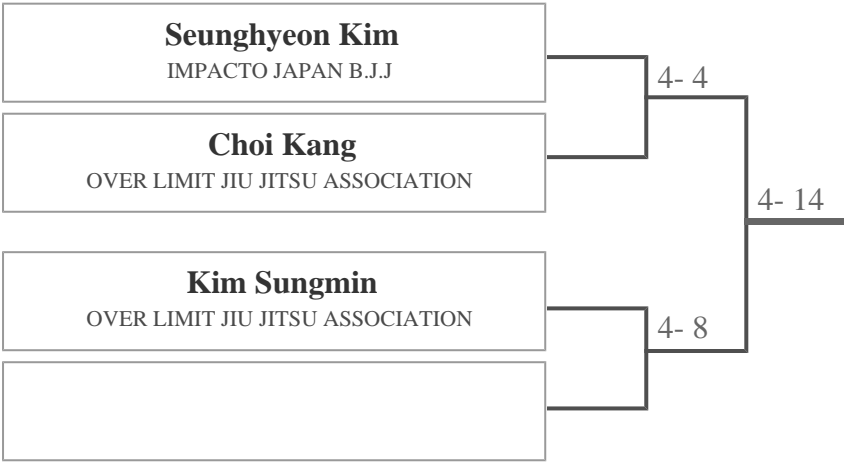 Seunghyeon Kim
IMPACTO JAPAN B.J.J
4- 4
Choi Kang
OVER LIMIT JIU JITSU ASSOCIATION
4- 14
Kim Sungmin
OVER LIMIT JIU JITSU ASSOCIATION
4- 8